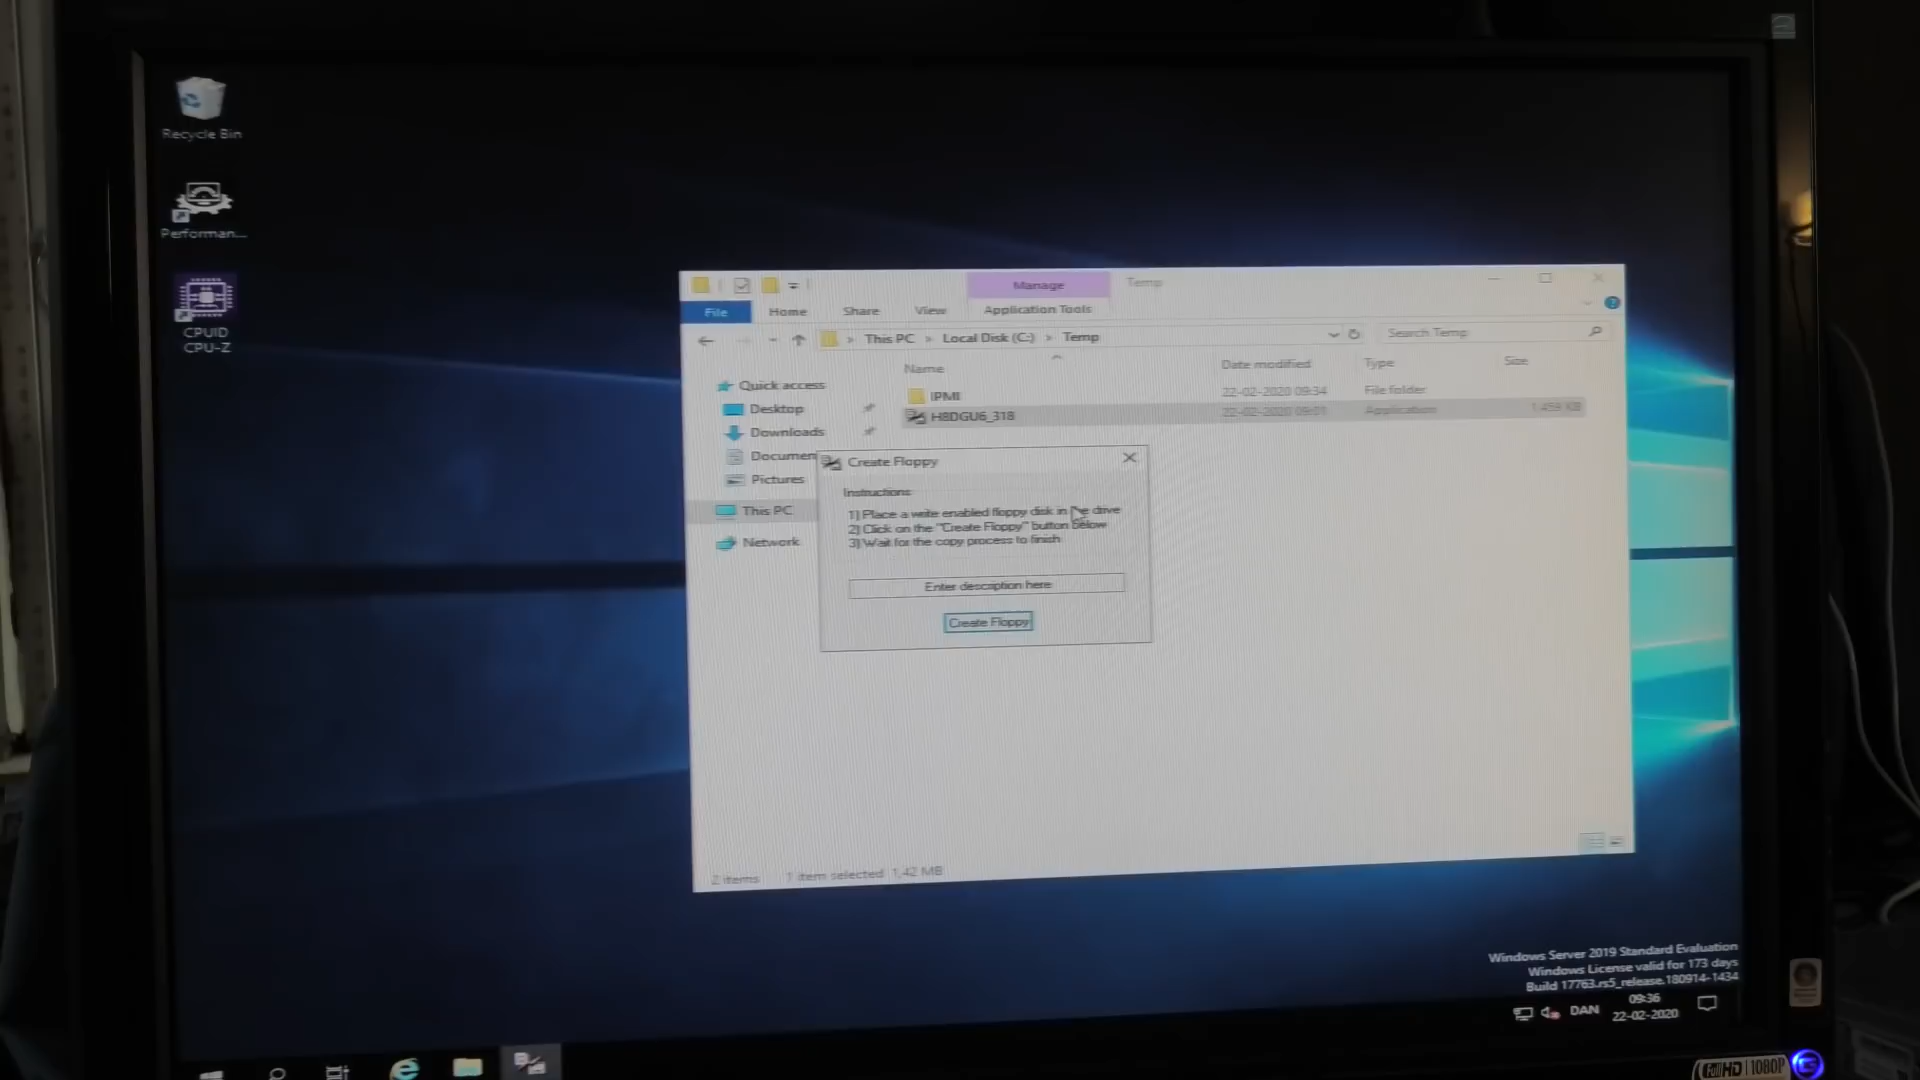 Recycle Bin
Performan...
CPUID
CPU-Z
Manage
Temp
File
Home
Share
View
Application Tools
This PC > Local Disk (C:) > Temp
Search Temp
Name
Date modified
Type
Size
Quick access
Desktop
Downloads
Documen
Pictures
This PC
Network
IPMI
22-02-2020 09:34
File folder
H8DGU6_318
22-02-2020 09:01
Application
1.459 KB
Create Floppy
Instructions
1) Place a write enabled floppy disk in the drive
2) Click on the "Create Floppy" button below
3) Wait for the copy process to finish
Enter description here
Create Floppy
2 items
1 item selected 1,42 MB
Windows Server 2019 Standard Evaluation
Windows License valid for 173 days
Build 17763.rs5_release.180914-1434
DAN
09:36
22-02-2020
Full HD 1080P